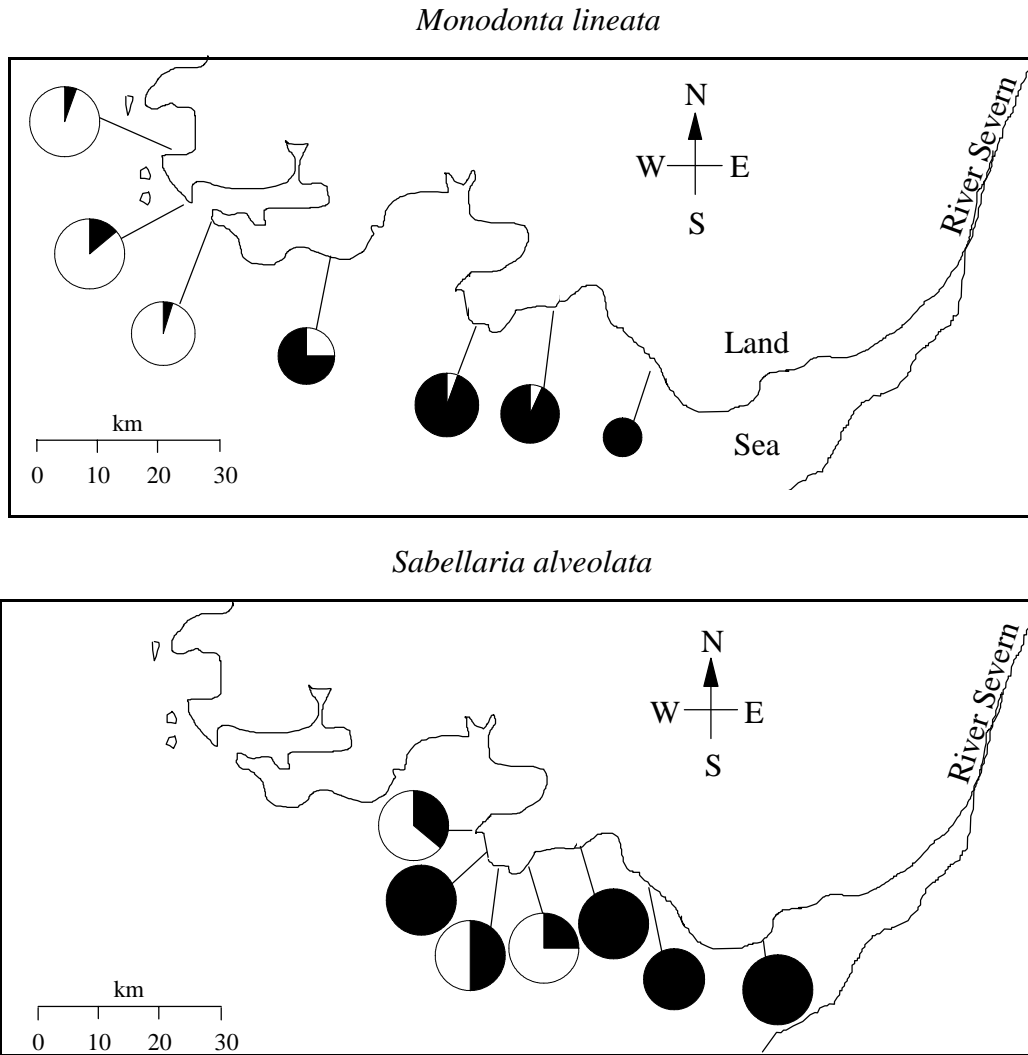 Monodonta lineata
N
W E
S
River Severn
Land
Sea
km
0 10 20 30
Sabellaria alveolata
N
W E
S
River Severn
km
0 10 20 30